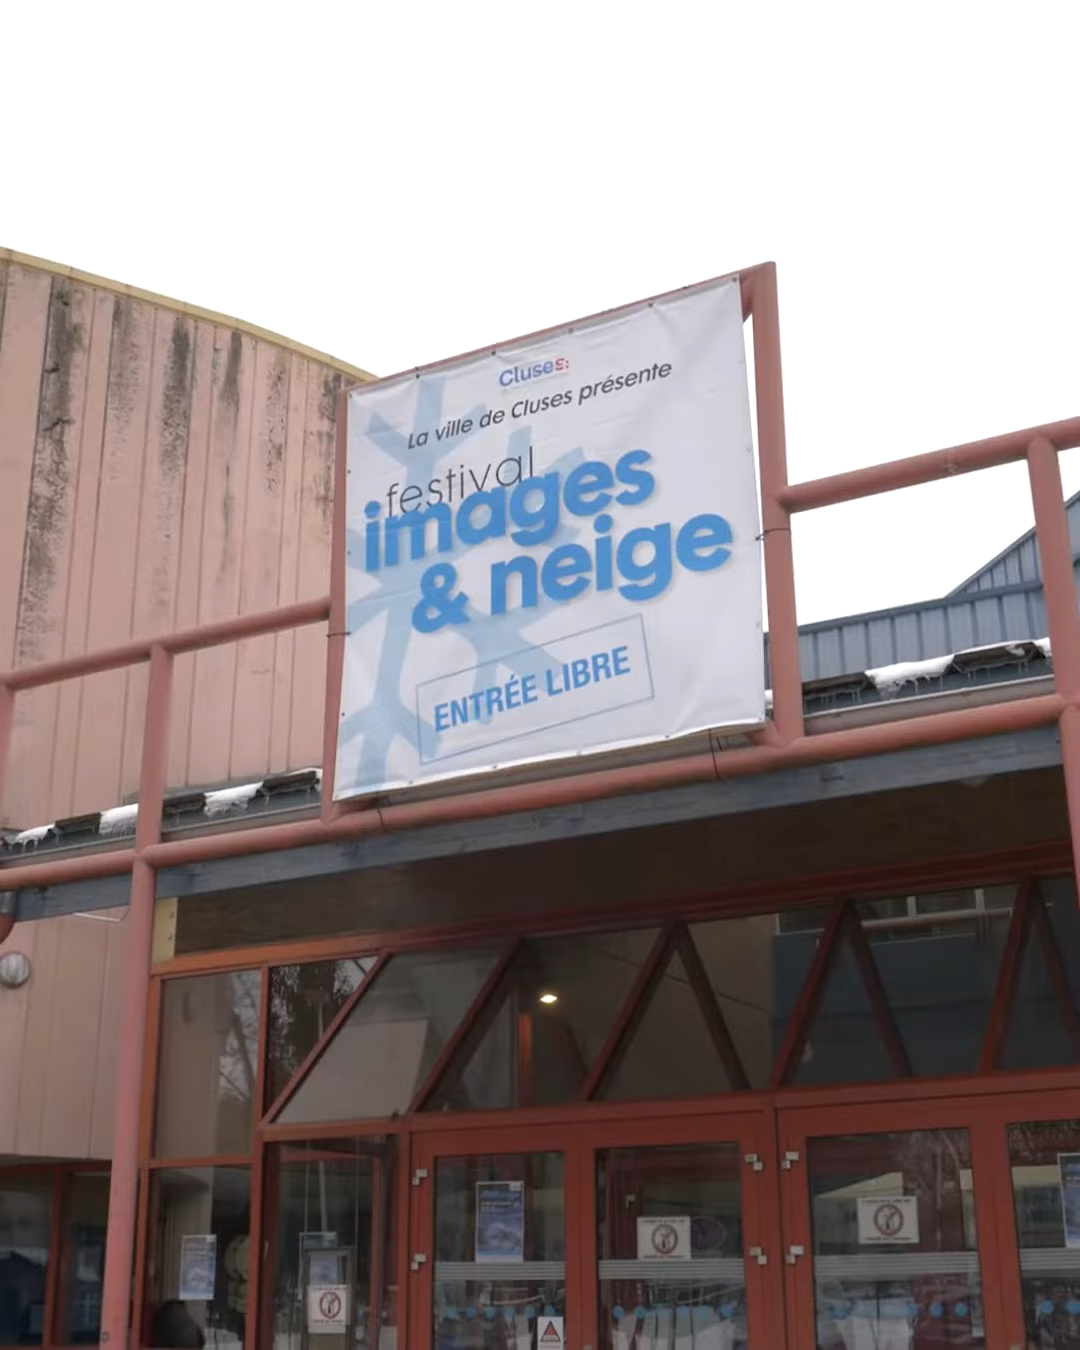 Cluses:
La ville de Cluses présente
festival
images
& neige
ENTRÉE LIBRE